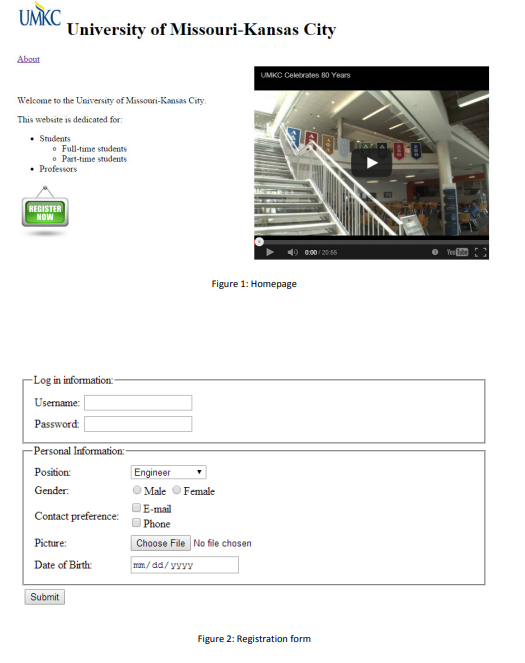 UMKC
University of Missouri-Kansas City
About
UMKC Celebrates 80 Years
Welcome to the University of Missouri-Kansas City.
This website is dedicated for:
Students
Full-time students
Part-time students
Professors
REGISTER
NOW
0:00 / 20:55
YouTube
Figure 1: Homepage
Log in information:
Username:
Password:
Personal Information:
Position: Engineer
Gender: Male Female
Contact preference: E-mail
Phone
Picture: Choose File No file chosen
Date of Birth: mm/dd/yyyy
Submit
Figure 2: Registration form